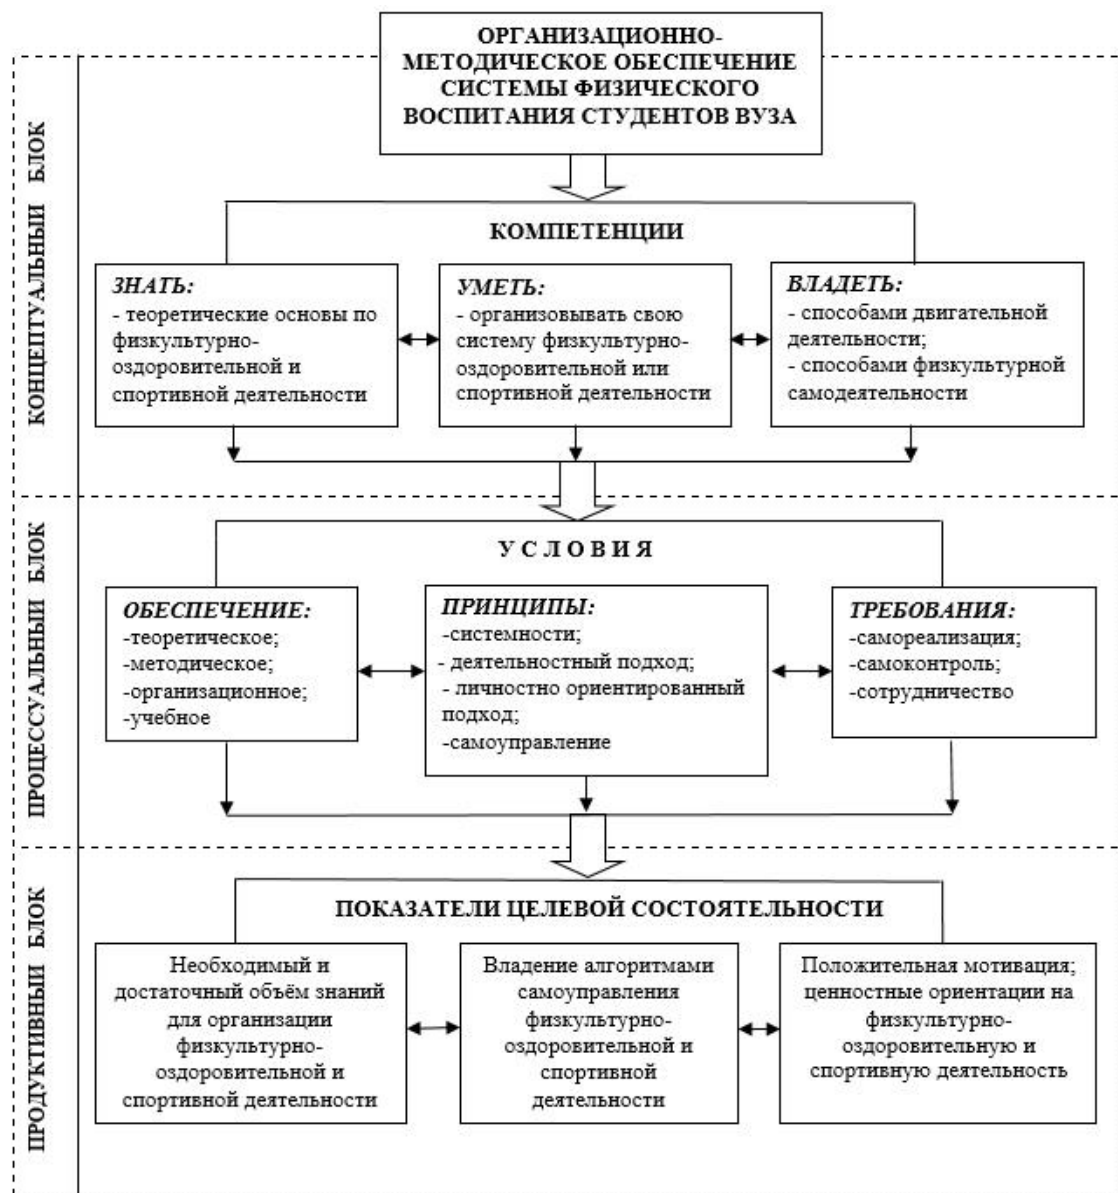 ОРГАНИЗАЦИОННО-
МЕТОДИЧЕСКОЕ ОБЕСПЕЧЕНИЕ
СИСТЕМЫ ФИЗИЧЕСКОГО
ВОСПИТАНИЯ СТУДЕНТОВ ВУЗА
КОНЦЕПТУАЛЬНЫЙ БЛОК
КОМПЕТЕНЦИИ
ЗНАТЬ:
- теоретические основы по
физкультурно-
оздоровительной и
спортивной деятельности
УМЕТЬ:
- организовывать свою
систему физкультурно-
оздоровительной или
спортивной деятельности
ВЛАДЕТЬ:
- способами двигательной
деятельности;
- способами физкультурной
самодеятельности
ПРОЦЕССУАЛЬНЫЙ БЛОК
У С Л О В И Я
ОБЕСПЕЧЕНИЕ:
-теоретическое;
-методическое;
-организационное;
-учебное
ПРИНЦИПЫ:
-системности;
- деятельностный подход;
- личностно ориентированный
подход;
-самоуправление
ТРЕБОВАНИЯ:
-самореализация;
-самоконтроль;
-сотрудничество
ПРОДУКТИВНЫЙ БЛОК
ПОКАЗАТЕЛИ ЦЕЛЕВОЙ СОСТОЯТЕЛЬНОСТИ
Необходимый и
достаточный объём знаний
для организации
физкультурно-
оздоровительной и
спортивной деятельности
Владение алгоритмами
самоуправления
физкультурно-
оздоровительной и
спортивной
деятельности
Положительная мотивация;
ценностные ориентации на
физкультурно-
оздоровительную и
спортивную деятельность